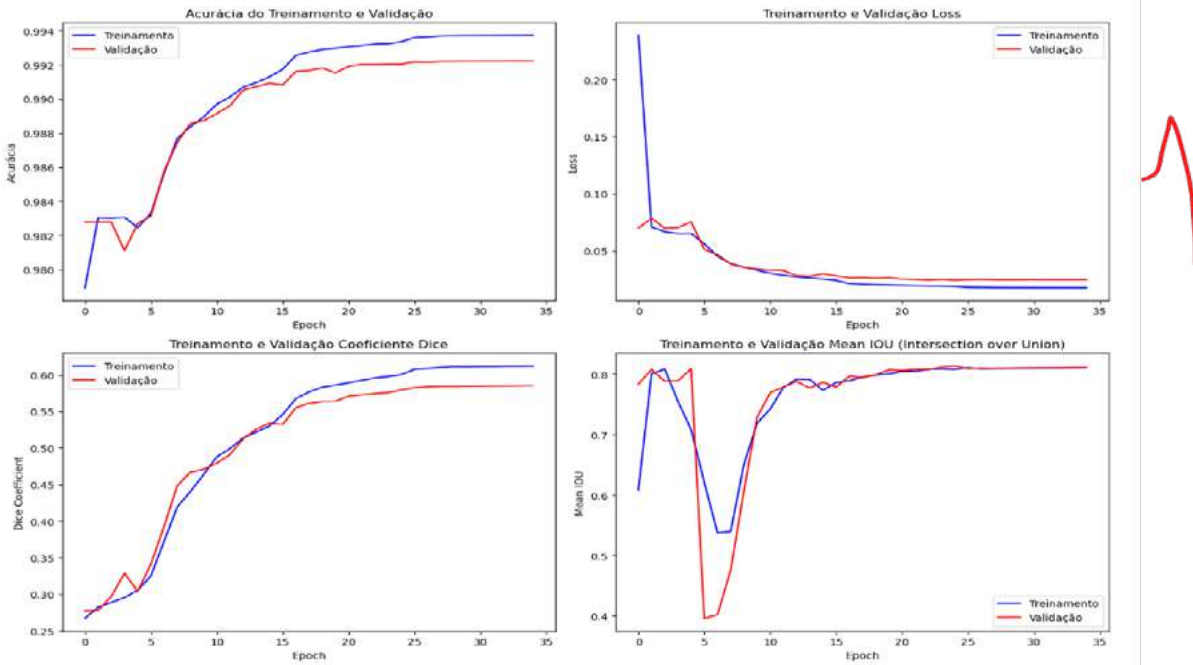 Acurácia do Treinamento e Validação
Treinamento
Validação
0.994
0.992
0.990
0.988
0.986
0.984
0.982
0.980
Acurácia
0 5 10 15 20 25 30 35
Epoch
Treinamento e Validação Loss
Treinamento
Validação
0.20
0.15
0.10
0.05
Loss
0 5 10 15 20 25 30 35
Epoch
Treinamento e Validação Coeficiente Dice
Treinamento
Validação
0.60
0.55
0.50
0.45
0.40
0.35
0.30
0.25
Dice Coefficient
0 5 10 15 20 25 30 35
Epoch
Treinamento e Validação Mean IOU (Intersection over Union)
0.8
0.7
0.6
0.5
0.4
Mean IOU
Treinamento
Validação
0 5 10 15 20 25 30 35
Epoch